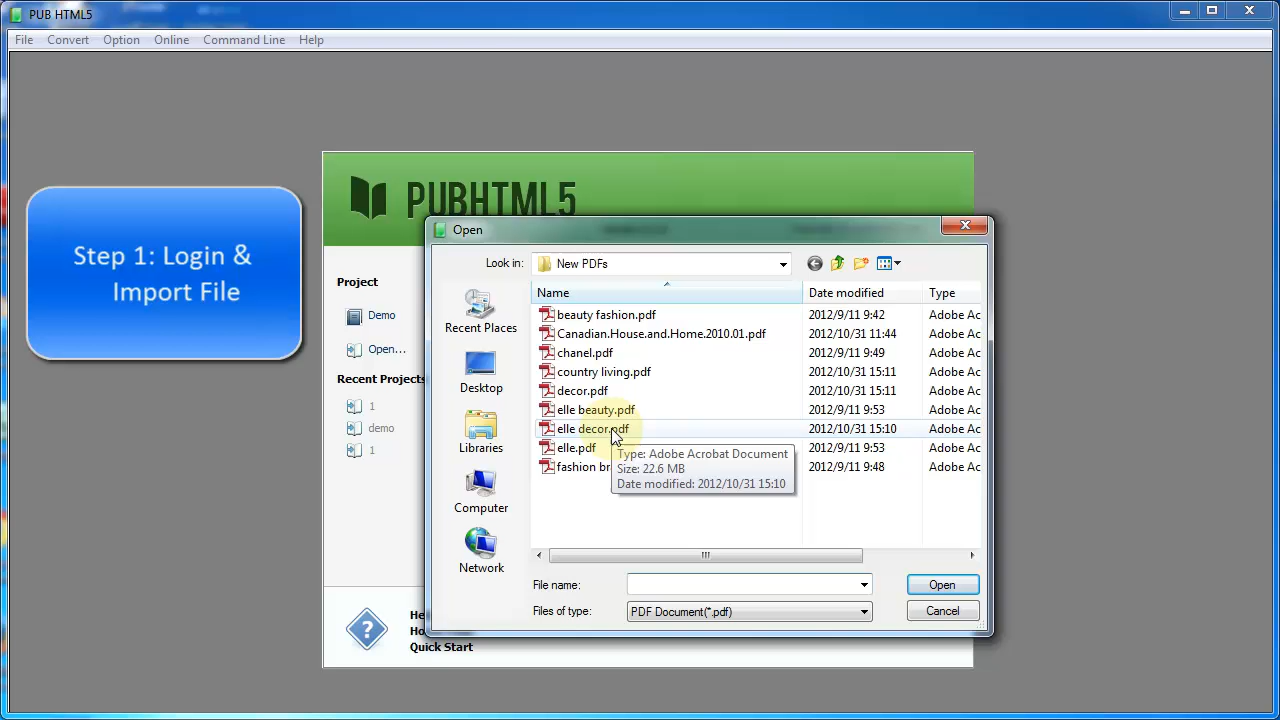 PUB HTML5
File Convert Option Online Command Line Help
Step 1: Login &
Import File
PUBHTML5
Project
Demo
Open...
Recent Projects
1
demo
1
Quick Start
Open
Look in: New PDFs
Recent Places
Desktop
Libraries
Computer
Network
Name Date modified Type
beauty fashion.pdf 2012/9/11 9:42 Adobe Ac
Canadian.House.and.Home.2010.01.pdf 2012/10/31 11:44 Adobe Ac
chanel.pdf 2012/9/11 9:49 Adobe Ac
country living.pdf 2012/10/31 15:11 Adobe Ac
decor.pdf 2012/10/31 15:11 Adobe Ac
elle beauty.pdf 2012/9/11 9:53 Adobe Ac
elle decor.pdf 2012/10/31 15:10 Adobe Ac
elle.pdf 2012/9/11 9:53 Adobe Ac
fashion br 2012/9/11 9:48 Adobe Ac
Type: Adobe Acrobat Document
Size: 22.6 MB
Date modified: 2012/10/31 15:10
File name: Open
Files of type: PDF Document(*.pdf) Cancel